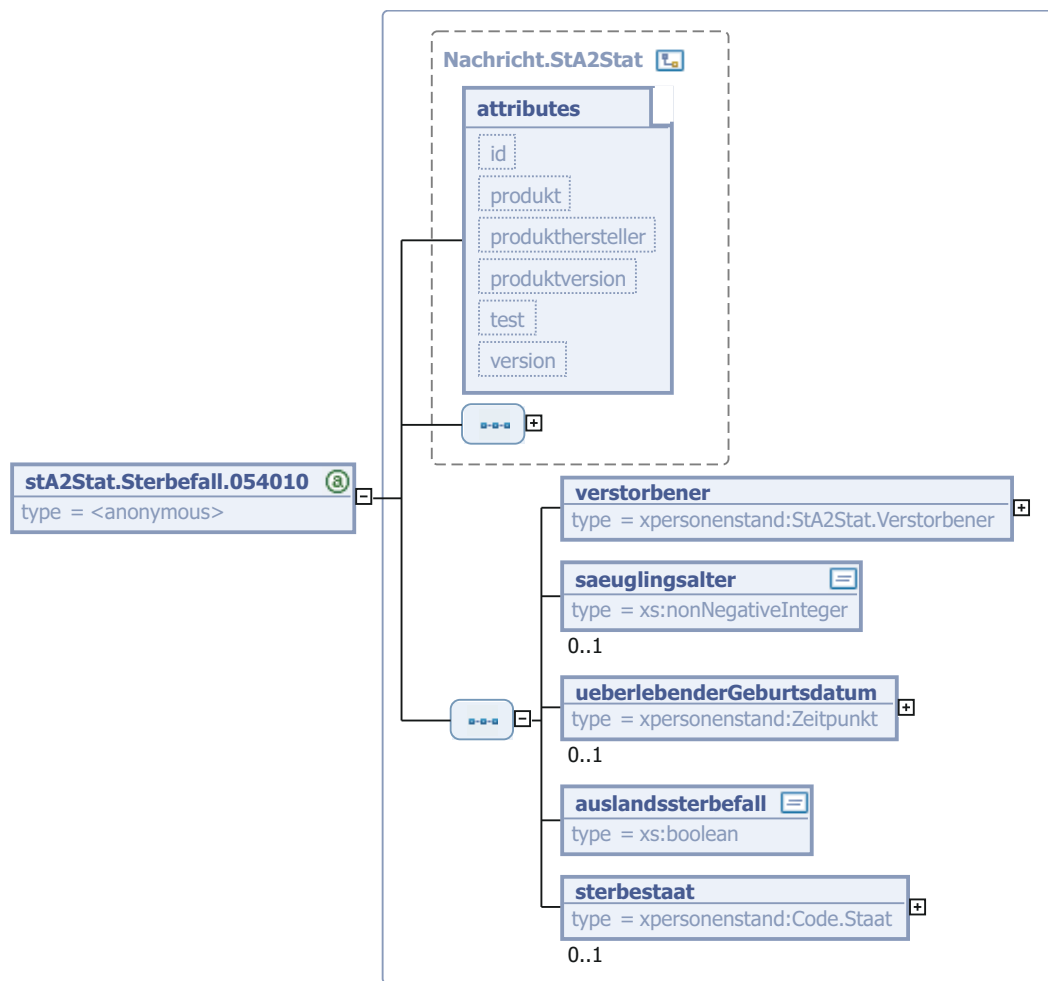 Nachricht.StA2Stat
attributes
id
produkt
produkthersteller
produktversion
test
version
stA2Stat.Sterbefall.054010
type = <anonymous>
verstorbener
type = xpersonenstand:StA2Stat.Verstorbener
saeuglingsalter
type = xs:nonNegativeInteger
0..1
ueberlebenderGeburtsdatum
type = xpersonenstand:Zeitpunkt
0..1
auslandssterbefall
type = xs:boolean
sterbestaat
type = xpersonenstand:Code.Staat
0..1